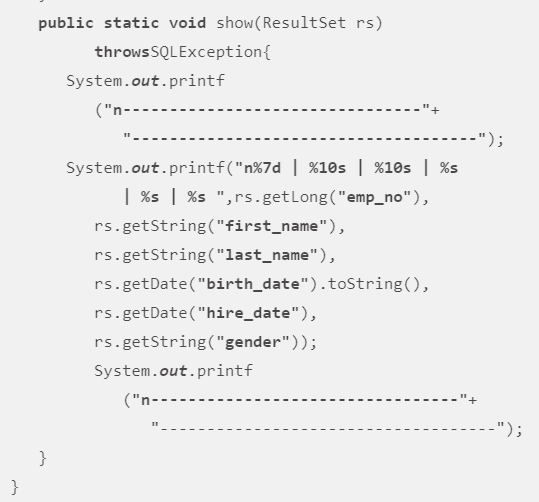 public static void show(ResultSet rs)
throwsSQLException{
System.out.printf
("n--------------------------------"+
"-------------------------------------");
System.out.printf("n%7d | %10s | %10s | %s
| %s | %s ",rs.getLong("emp_no"),
rs.getString("first_name"),
rs.getString("last_name"),
rs.getDate("birth_date").toString(),
rs.getDate("hire_date"),
rs.getString("gender"));
System.out.printf
("n---------------------------------"+
"------------------------------------");
}
}